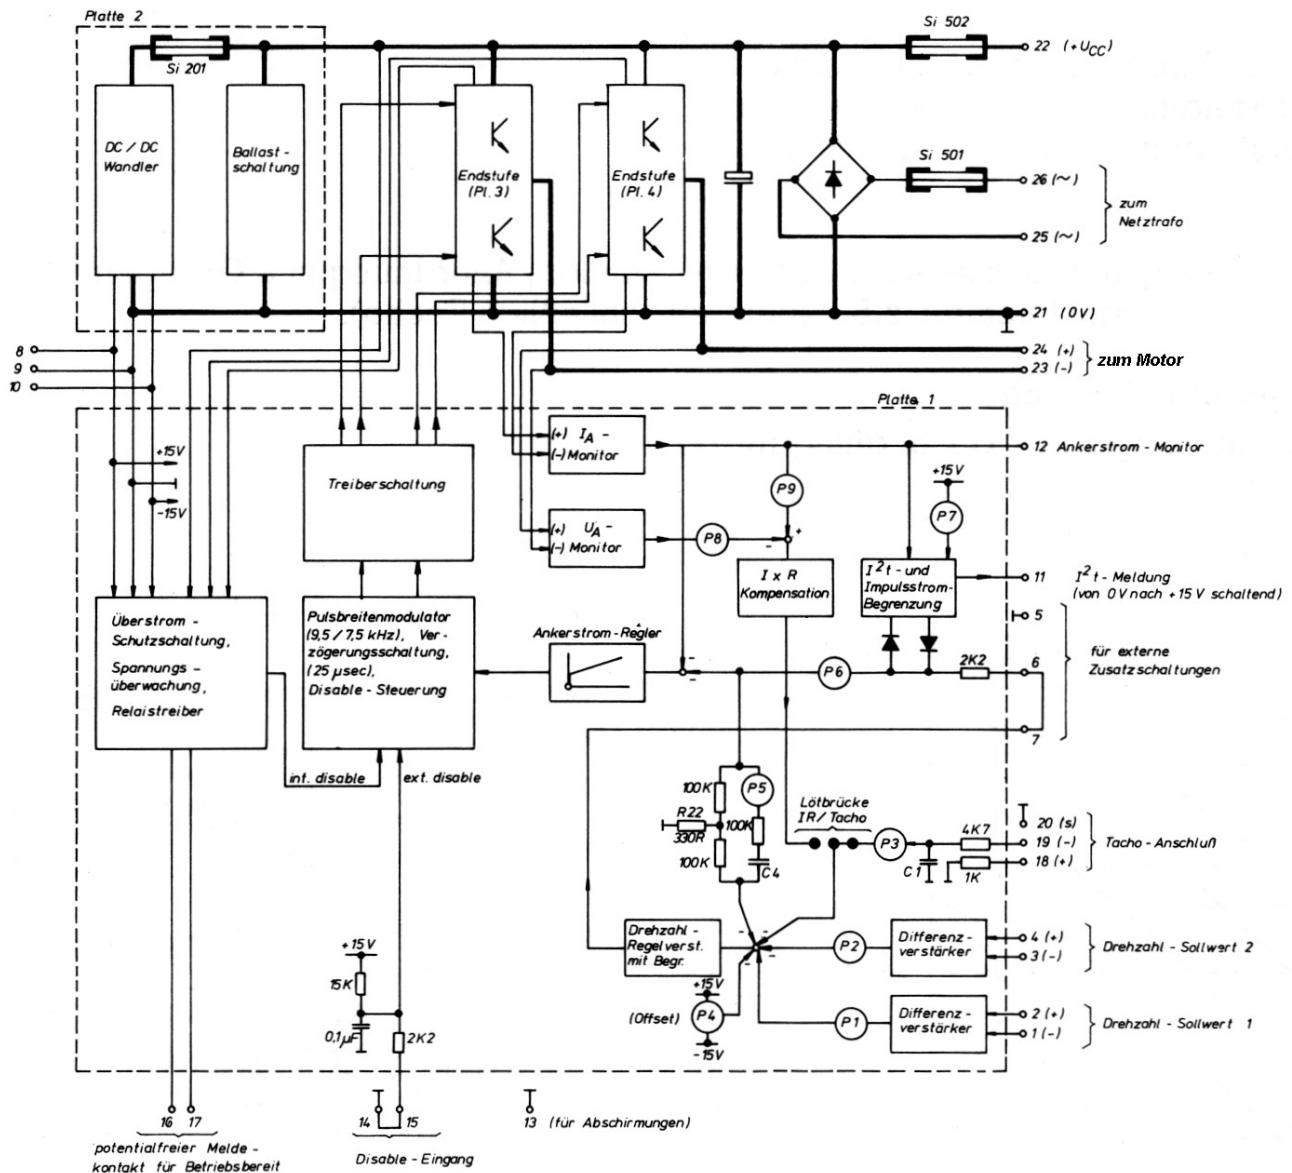 Platte 2
Si 201
Si 502
22 (+UCC)
DC / DC
Wandler
Ballast-
schaltung
Endstufe
(Pl. 3)
Endstufe
(Pl. 4)
Si 501
26 (~)
25 (~)
zum
Netztrafo
21 (0V)
8
9
10
24 (+)
23 (-)
zum Motor
Platte 1
+15V
-15V
Treiberschaltung
(+) IA -
(-) Monitor
(+) UA -
(-) Monitor
P8
P9
+
-
12 Ankerstrom - Monitor
+15V
P7
I x R
Kompensation
I²t - und
Impulsstrom-
Begrenzung
11
I²t - Meldung
(von 0V nach +15 V schaltend)
5
6
7
für externe
Zusatzschaltungen
Überstrom -
Schutzschaltung,
Spannungs -
überwachung,
Relaistreiber
Pulsbreitenmodulator
(9,5 / 7,5 kHz), Ver-
zögerungsschaltung,
(25 µsec),
Disable - Steuerung
Ankerstrom - Regler
-
-
P6
2K2
int. disable
ext. disable
100K
P5
R22
330R
100K
100K
C4
Lötbrücke
IR / Tacho
P3
C1
4K7
1K
20 (s)
19 (-)
18 (+)
Tacho - Anschluß
Drehzahl -
Regelverst.
mit Begr.
P2
Differenz -
verstärker
4 (+)
3 (-)
Drehzahl - Sollwert 2
+15V
P4
-15V
(Offset)
P1
Differenz -
verstärker
2 (+)
1 (-)
Drehzahl - Sollwert 1
+15V
15K
0,1µF
2K2
16
17
potentialfreier Melde -
kontakt für Betriebsbereit
14
15
Disable - Eingang
13 (für Abschirmungen)